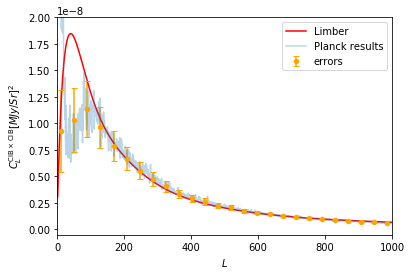 1e−8
2.00
1.75
1.50
1.25
1.00
0.75
0.50
0.25
0.00
C_L^{CIB × CIB} [MJy/Sr]^2
Limber
Planck results
errors
0 200 400 600 800 1000
L